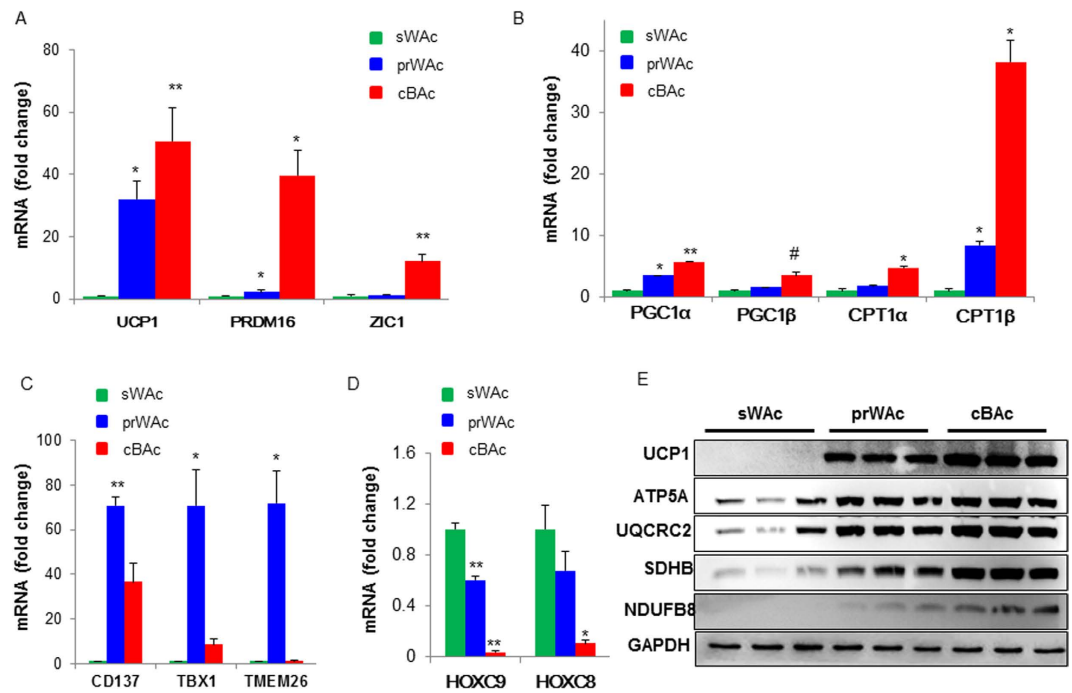 A
mRNA (fold change)
80
60
40
20
0
sWAc
prWAc
cBAc
*
**
*
*
**
UCP1 PRDM16 ZIC1
B
mRNA (fold change)
40
30
20
10
0
sWAc
prWAc
cBAc
*
**
#
*
*
*
PGC1α PGC1β CPT1α CPT1β
C
mRNA (fold change)
100
80
60
40
20
0
sWAc
prWAc
cBAc
**
*
*
CD137 TBX1 TMEM26
D
mRNA (fold change)
1.6
1.2
0.8
0.4
0
sWAc
prWAc
cBAc
**
**
*
HOXC9 HOXC8
E
sWAc prWAc cBAc
UCP1
ATP5A
UQCRC2
SDHB
NDUFB8
GAPDH